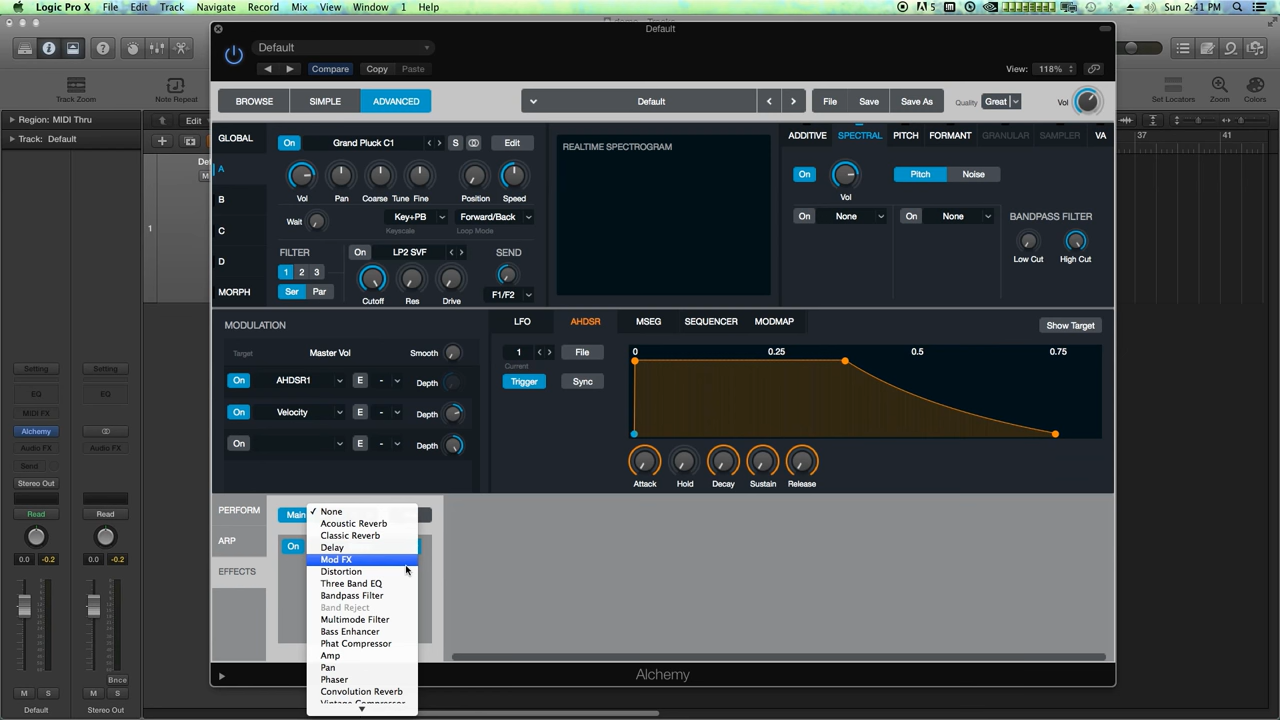 Logic Pro X File Edit Track Navigate Record Mix View Window 1 Help
5 Sun 2:41 PM
Default
Default
Compare Copy Paste
View: 118%
Track Zoom Note Repeat
Set Locators Zoom Colors
BROWSE SIMPLE ADVANCED
Default
File Save Save As Quality Great Vol
Region: MIDI Thru
Edit
Track: Default
37 41
De
M
1
GLOBAL
A
B
C
D
MORPH
On Grand Pluck C1 S Edit
Vol Pan Coarse Tune Fine Position Speed
Wait Key+PB Forward/Back
Keyscale Loop Mode
FILTER On LP2 SVF SEND
1 2 3
Ser Par
Cutoff Res Drive F1/F2
REALTIME SPECTROGRAM
ADDITIVE SPECTRAL PITCH FORMANT GRANULAR SAMPLER VA
On Pitch Noise
Vol
On None On None BANDPASS FILTER
Low Cut High Cut
MODULATION
Target Master Vol Smooth
On AHDSR1 E - Depth
On Velocity E - Depth
On E - Depth
LFO AHDSR MSEG SEQUENCER MODMAP
1 File
Current
Trigger Sync
Show Target
0 0.25 0.5 0.75
Attack Hold Decay Sustain Release
PERFORM
ARP
EFFECTS
Main
On
✓ None
Acoustic Reverb
Classic Reverb
Delay
Mod FX
Distortion
Three Band EQ
Bandpass Filter
Band Reject
Multimode Filter
Bass Enhancer
Phat Compressor
Amp
Pan
Phaser
Convolution Reverb
Vintage Compressor
Alchemy
Setting Setting
EQ EQ
MIDI FX
Alchemy
Audio FX Audio FX
Send
Stereo Out
Read Read
0.0 -0.2 0.0 -0.2
Bnce
M S M S
Default Stereo Out